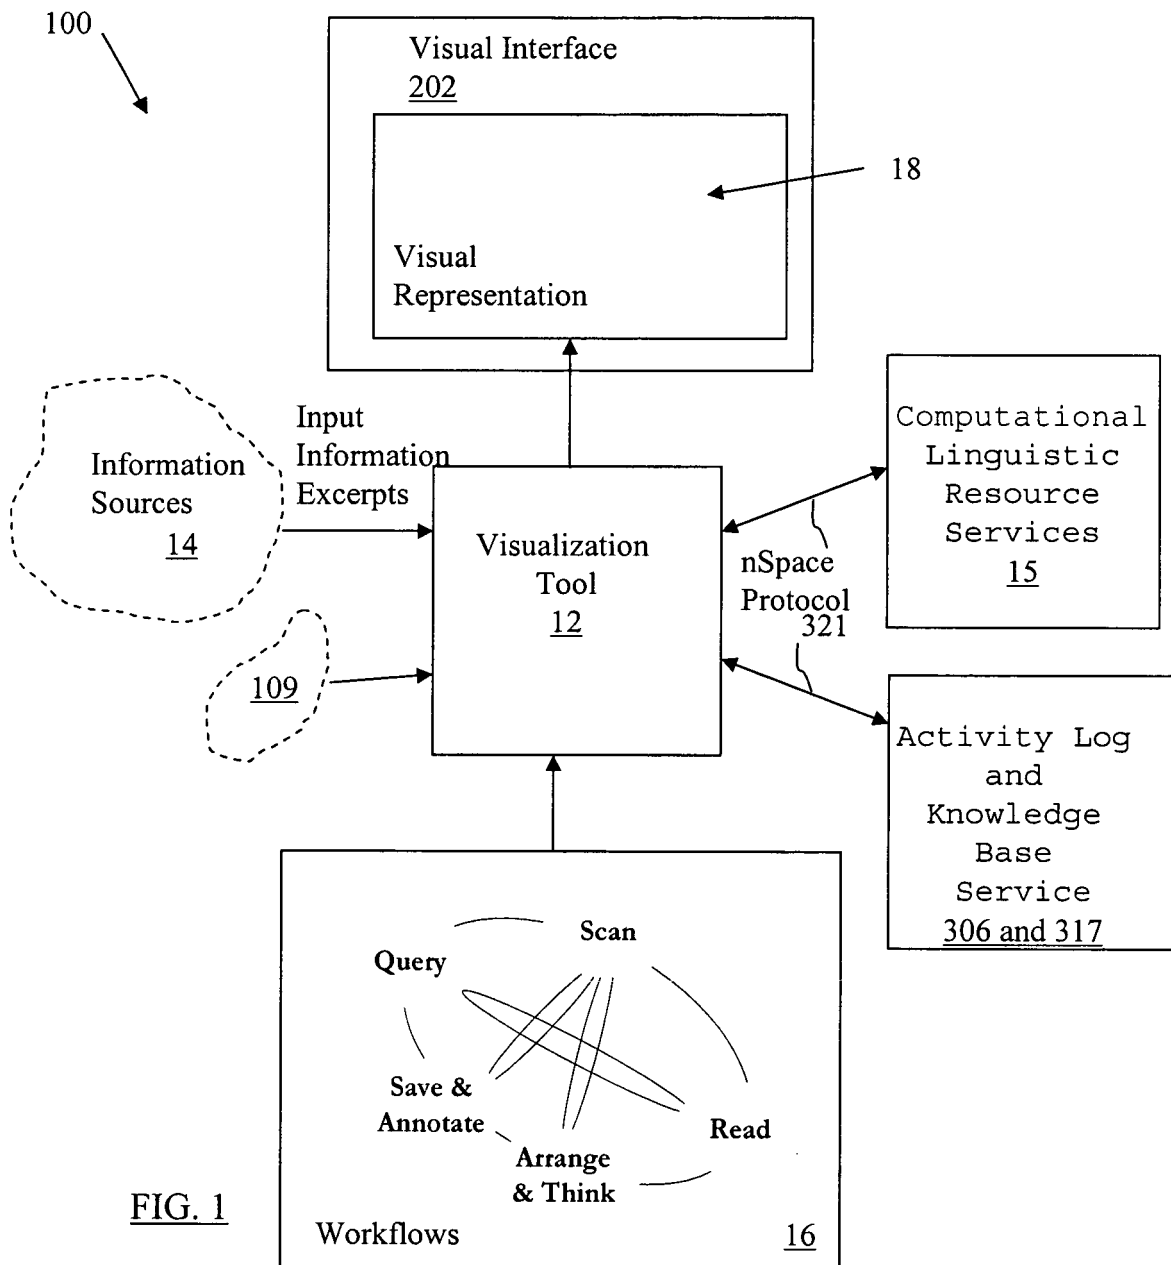 100
Visual Interface
202
18
Visual
Representation
Input
Information
Excerpts
Information
Sources
14
109
Visualization
Tool
12
nSpace
Protocol
321
Computational
Linguistic
Resource
Services
15
Activity Log
and
Knowledge
Base
Service
306 and 317
Scan
Query
Save &
Annotate
Arrange
& Think
Read
Workflows
16
FIG. 1